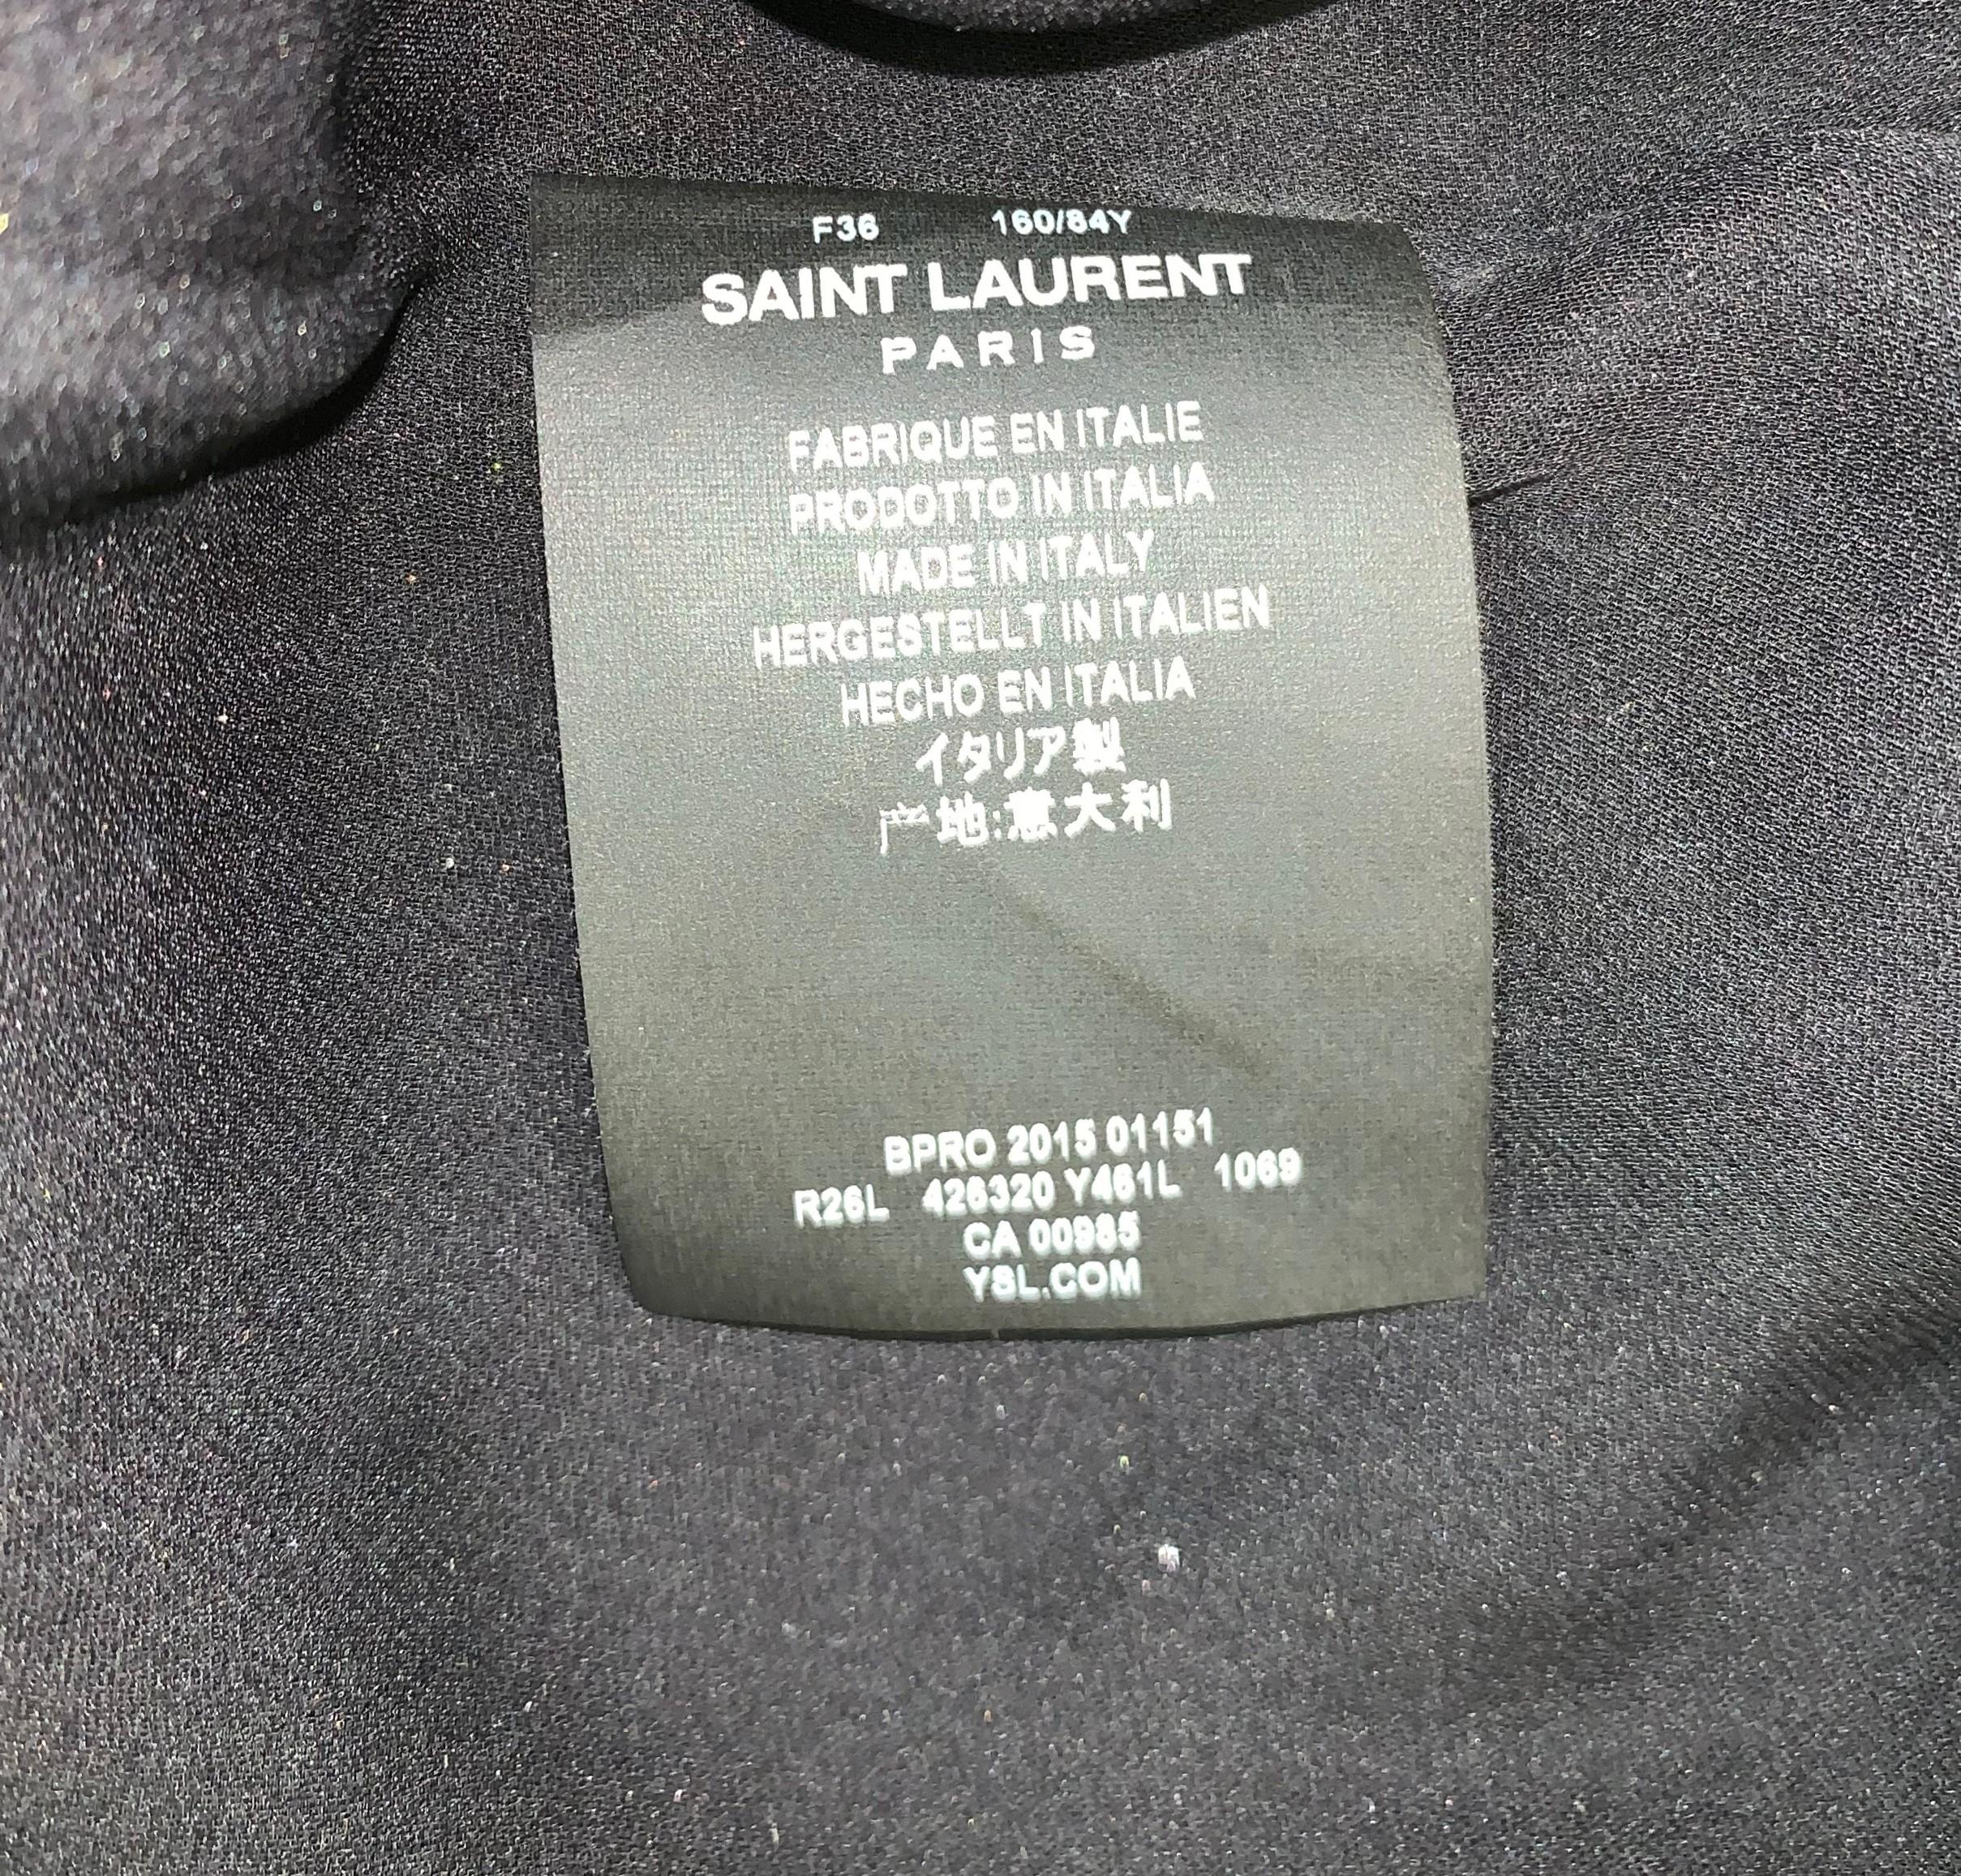 F36 160/84Y
SAINT LAURENT
PARIS
FABRIQUE EN ITALIE
PRODOTTO IN ITALIA
MADE IN ITALY
HERGESTELLT IN ITALIEN
HECHO EN ITALIA
イタリア製
产地:意大利
BPRO 2015 01151
R26L 426320 Y461L 1069
CA 00985
YSL.COM